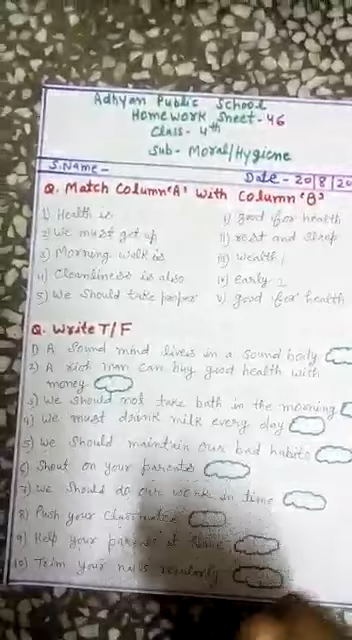 Adhyan Public School
Homework Sheet-46
Class- 4th
Sub- Moral/Hygiene
S.Name- Date - 20|8|20
Q. Match Column 'A' with Column 'B'
1) Health is i) good for health
2) We must get up ii) rest and sleep
3) Morning walk is iii) wealth
4) Cleanliness is also iv) early
5) We should take proper v) good for health
Q. Write T/F
1) A sound mind lives in a sound body
2) A rich man can buy good health with
money
3) We should not take bath in the morning
4) We must drink milk every day
5) We should maintain our bad habits
6) Shout on your parents
7) We should do our work in time
8) Push your classmates
9) Help your parents at home
10) Trim your nails regularly